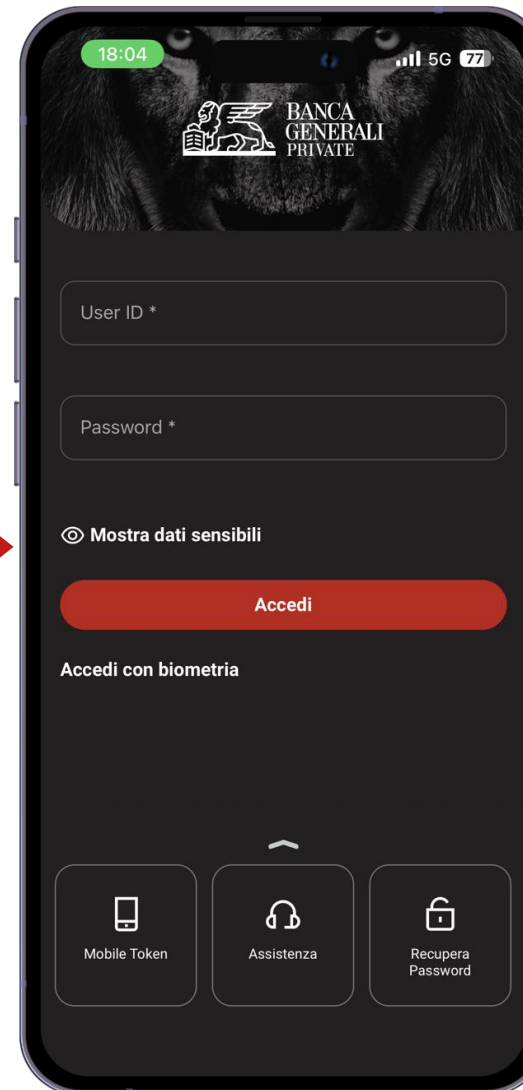 18:04
5G 77
BANCA
GENERALI
PRIVATE
User ID *
Password *
Mostra dati sensibili
Accedi
Accedi con biometria
Mobile Token
Assistenza
Recupera
Password